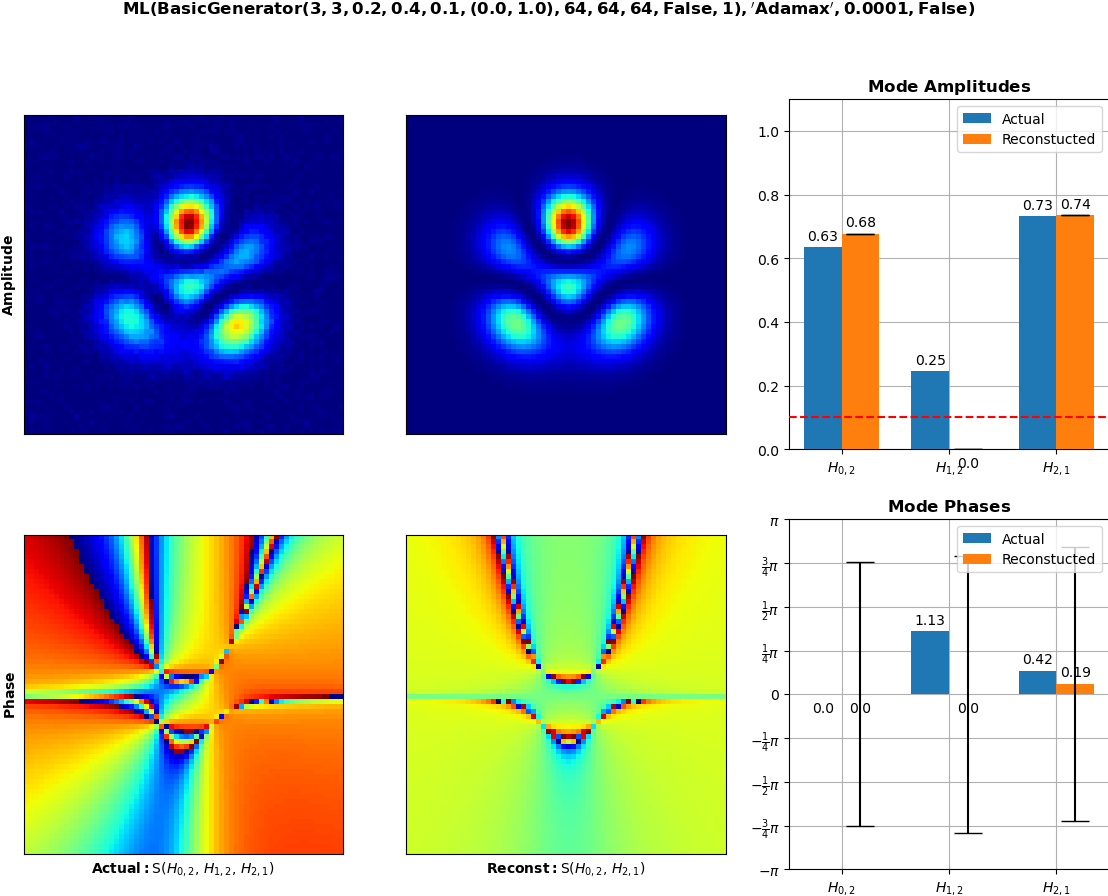 ML(BasicGenerator(3, 3, 0.2, 0.4, 0.1, (0.0, 1.0), 64, 64, 64, False, 1), ′Adamax′, 0.0001, False)
Amplitude
Mode Amplitudes
Actual
Reconstucted
1.0
0.8
0.6
0.4
0.2
0.0
0.63
0.68
0.25
0.0
0.73
0.74
H0, 2
H1, 2
H2, 1
Phase
Actual: S(H0, 2, H1, 2, H2, 1)
Reconst: S(H0, 2, H2, 1)
Mode Phases
Actual
Reconstucted
π
3/4π
1/2π
1/4π
0
−1/4π
−1/2π
−3/4π
−π
0.0
0.0
1.13
0.0
0.42
0.19
H0, 2
H1, 2
H2, 1